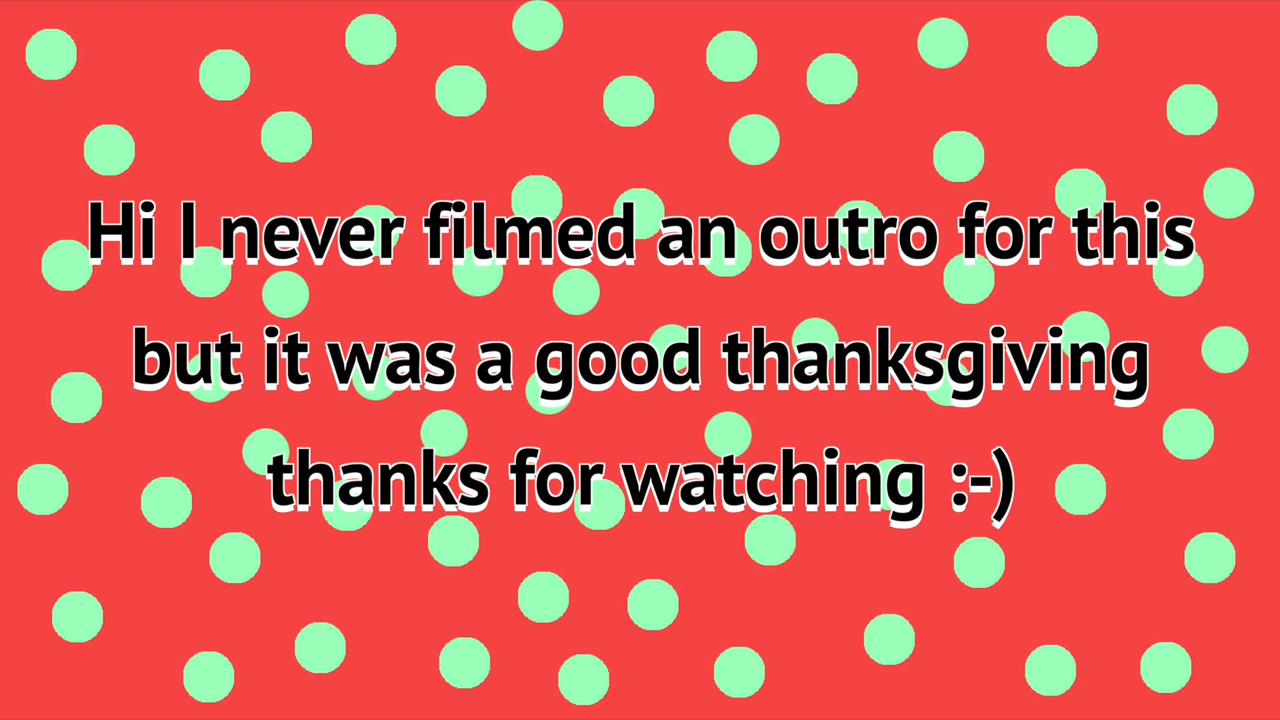 Hi I never filmed an outro for this
but it was a good thanksgiving
thanks for watching :-)